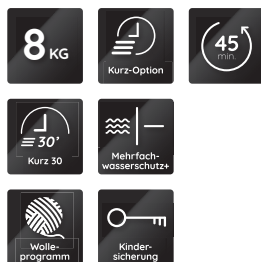 8 KG
Kurz-Option
45
min.
30’
Kurz 30
Mehrfach-
wasserschutz+
Wolle-
programm
Kinder-
sicherung